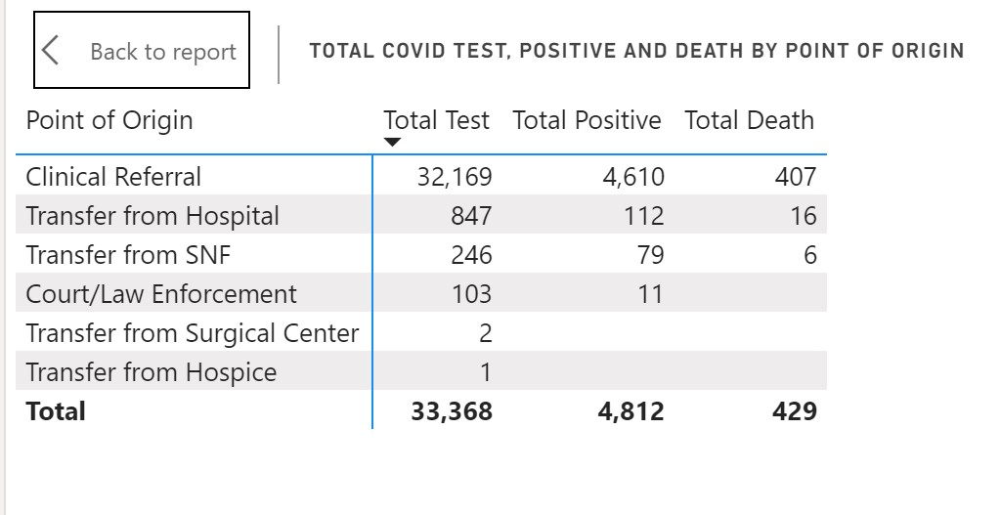 Back to report
TOTAL COVID TEST, POSITIVE AND DEATH BY POINT OF ORIGIN
Point of Origin Total Test Total Positive Total Death
Clinical Referral 32,169 4,610 407
Transfer from Hospital 847 112 16
Transfer from SNF 246 79 6
Court/Law Enforcement 103 11
Transfer from Surgical Center 2
Transfer from Hospice 1
Total 33,368 4,812 429